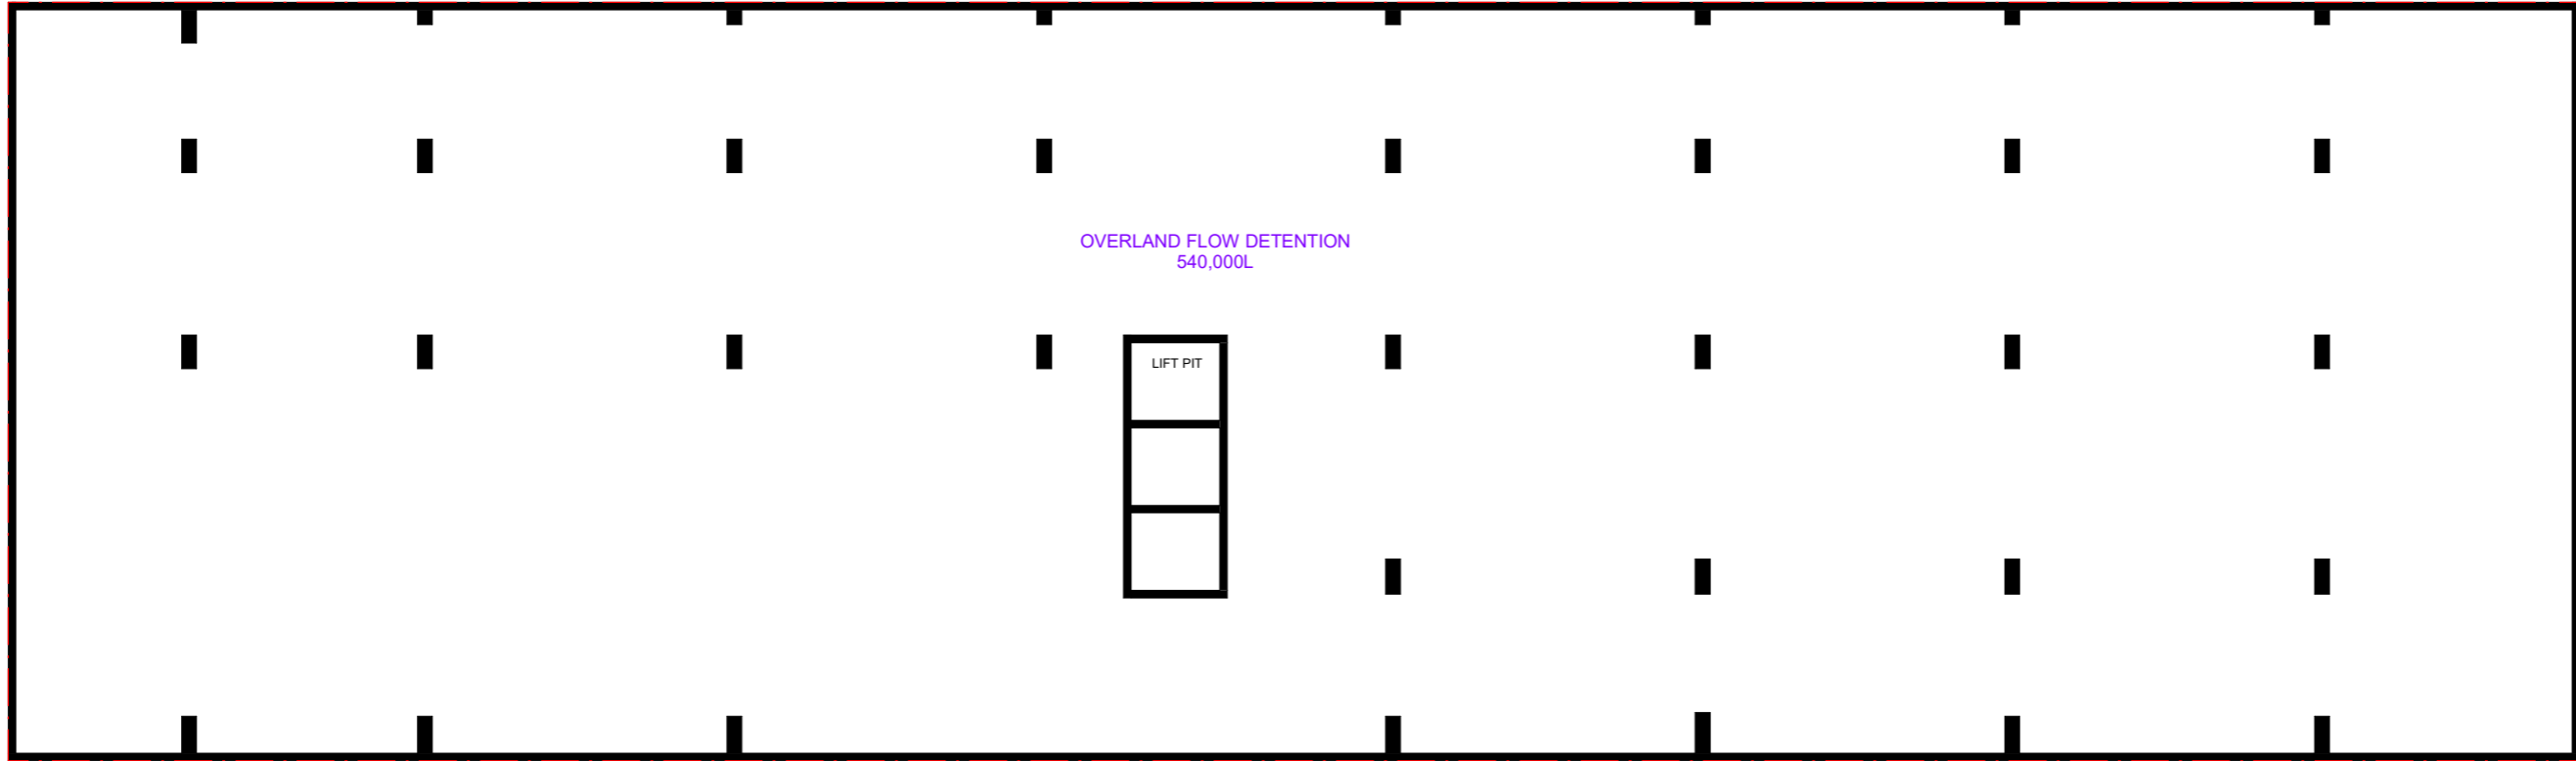 OVERLAND FLOW DETENTION
540,000L
LIFT PIT